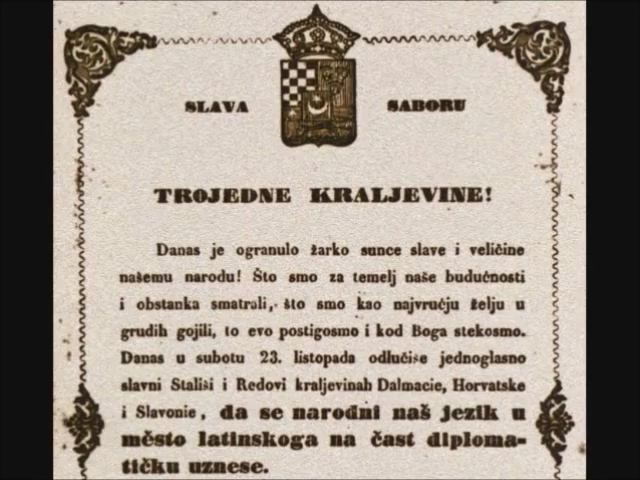 SLAVA SABORU
TROJEDNE KRALJEVINE!
Danas je ogranulo žarko sunce slave i veličine
našemu narodu! Što smo za temelj naše budućnosti
i obstanka smatrali, što smo kao najvrućju želju u
grudih gojili, to evo postigosmo i kod Boga stekosmo.
Danas u subotu 23. listopada odlučiše jednoglasno
slavni Stališi i Redovi kraljevinah Dalmacie, Horvatske
i Slavonie, da se narodni naš jezik u
město latinskoga na čast diploma-
tičku uznese.